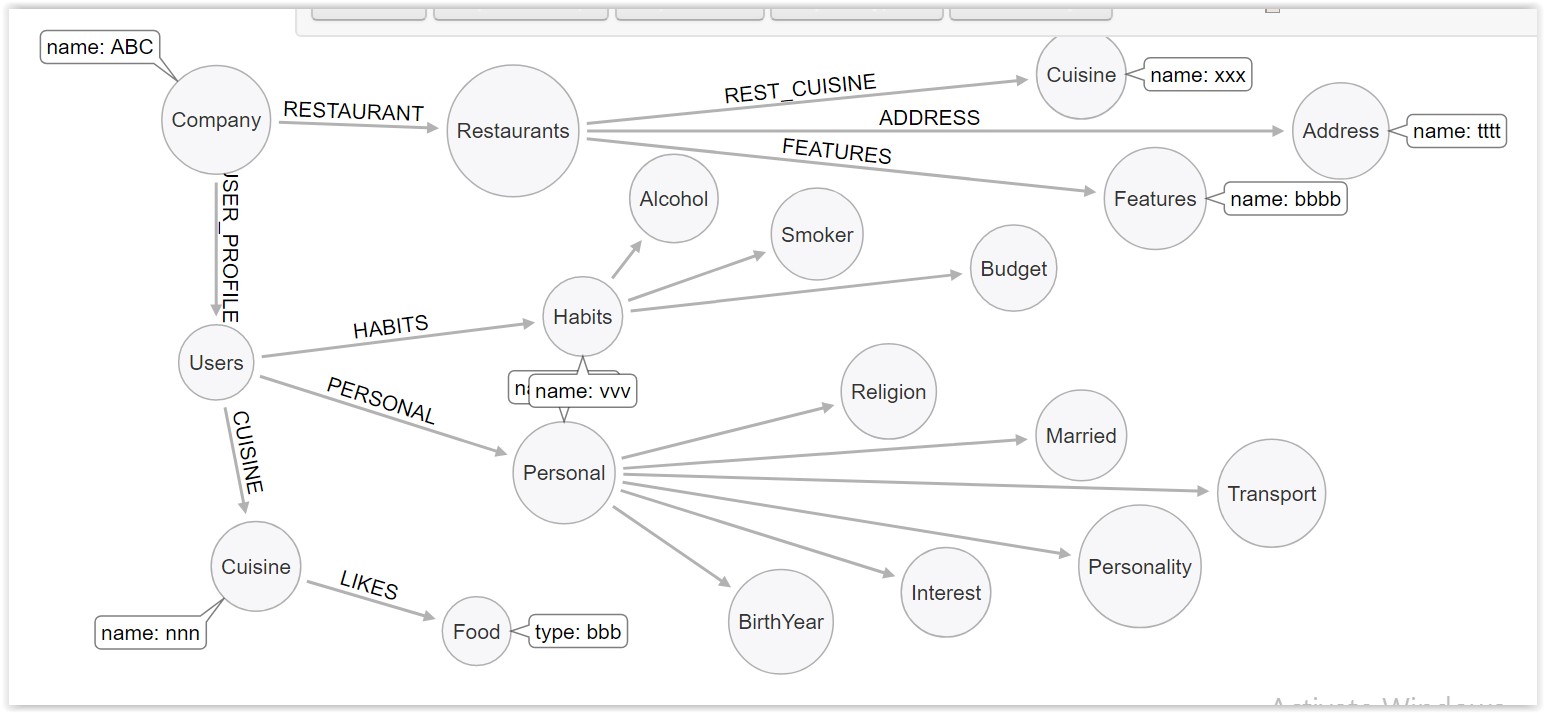 name: ABC
Company
RESTAURANT
Restaurants
REST_CUISINE
Cuisine
name: xxx
ADDRESS
Address
name: tttt
FEATURES
Features
name: bbbb
USER_PROFILE
Alcohol
Smoker
Budget
Habits
HABITS
Users
name: vvv
PERSONAL
Personal
Religion
Married
Transport
Personality
Interest
BirthYear
CUISINE
Cuisine
name: nnn
LIKES
Food
type: bbb
Activate Windows